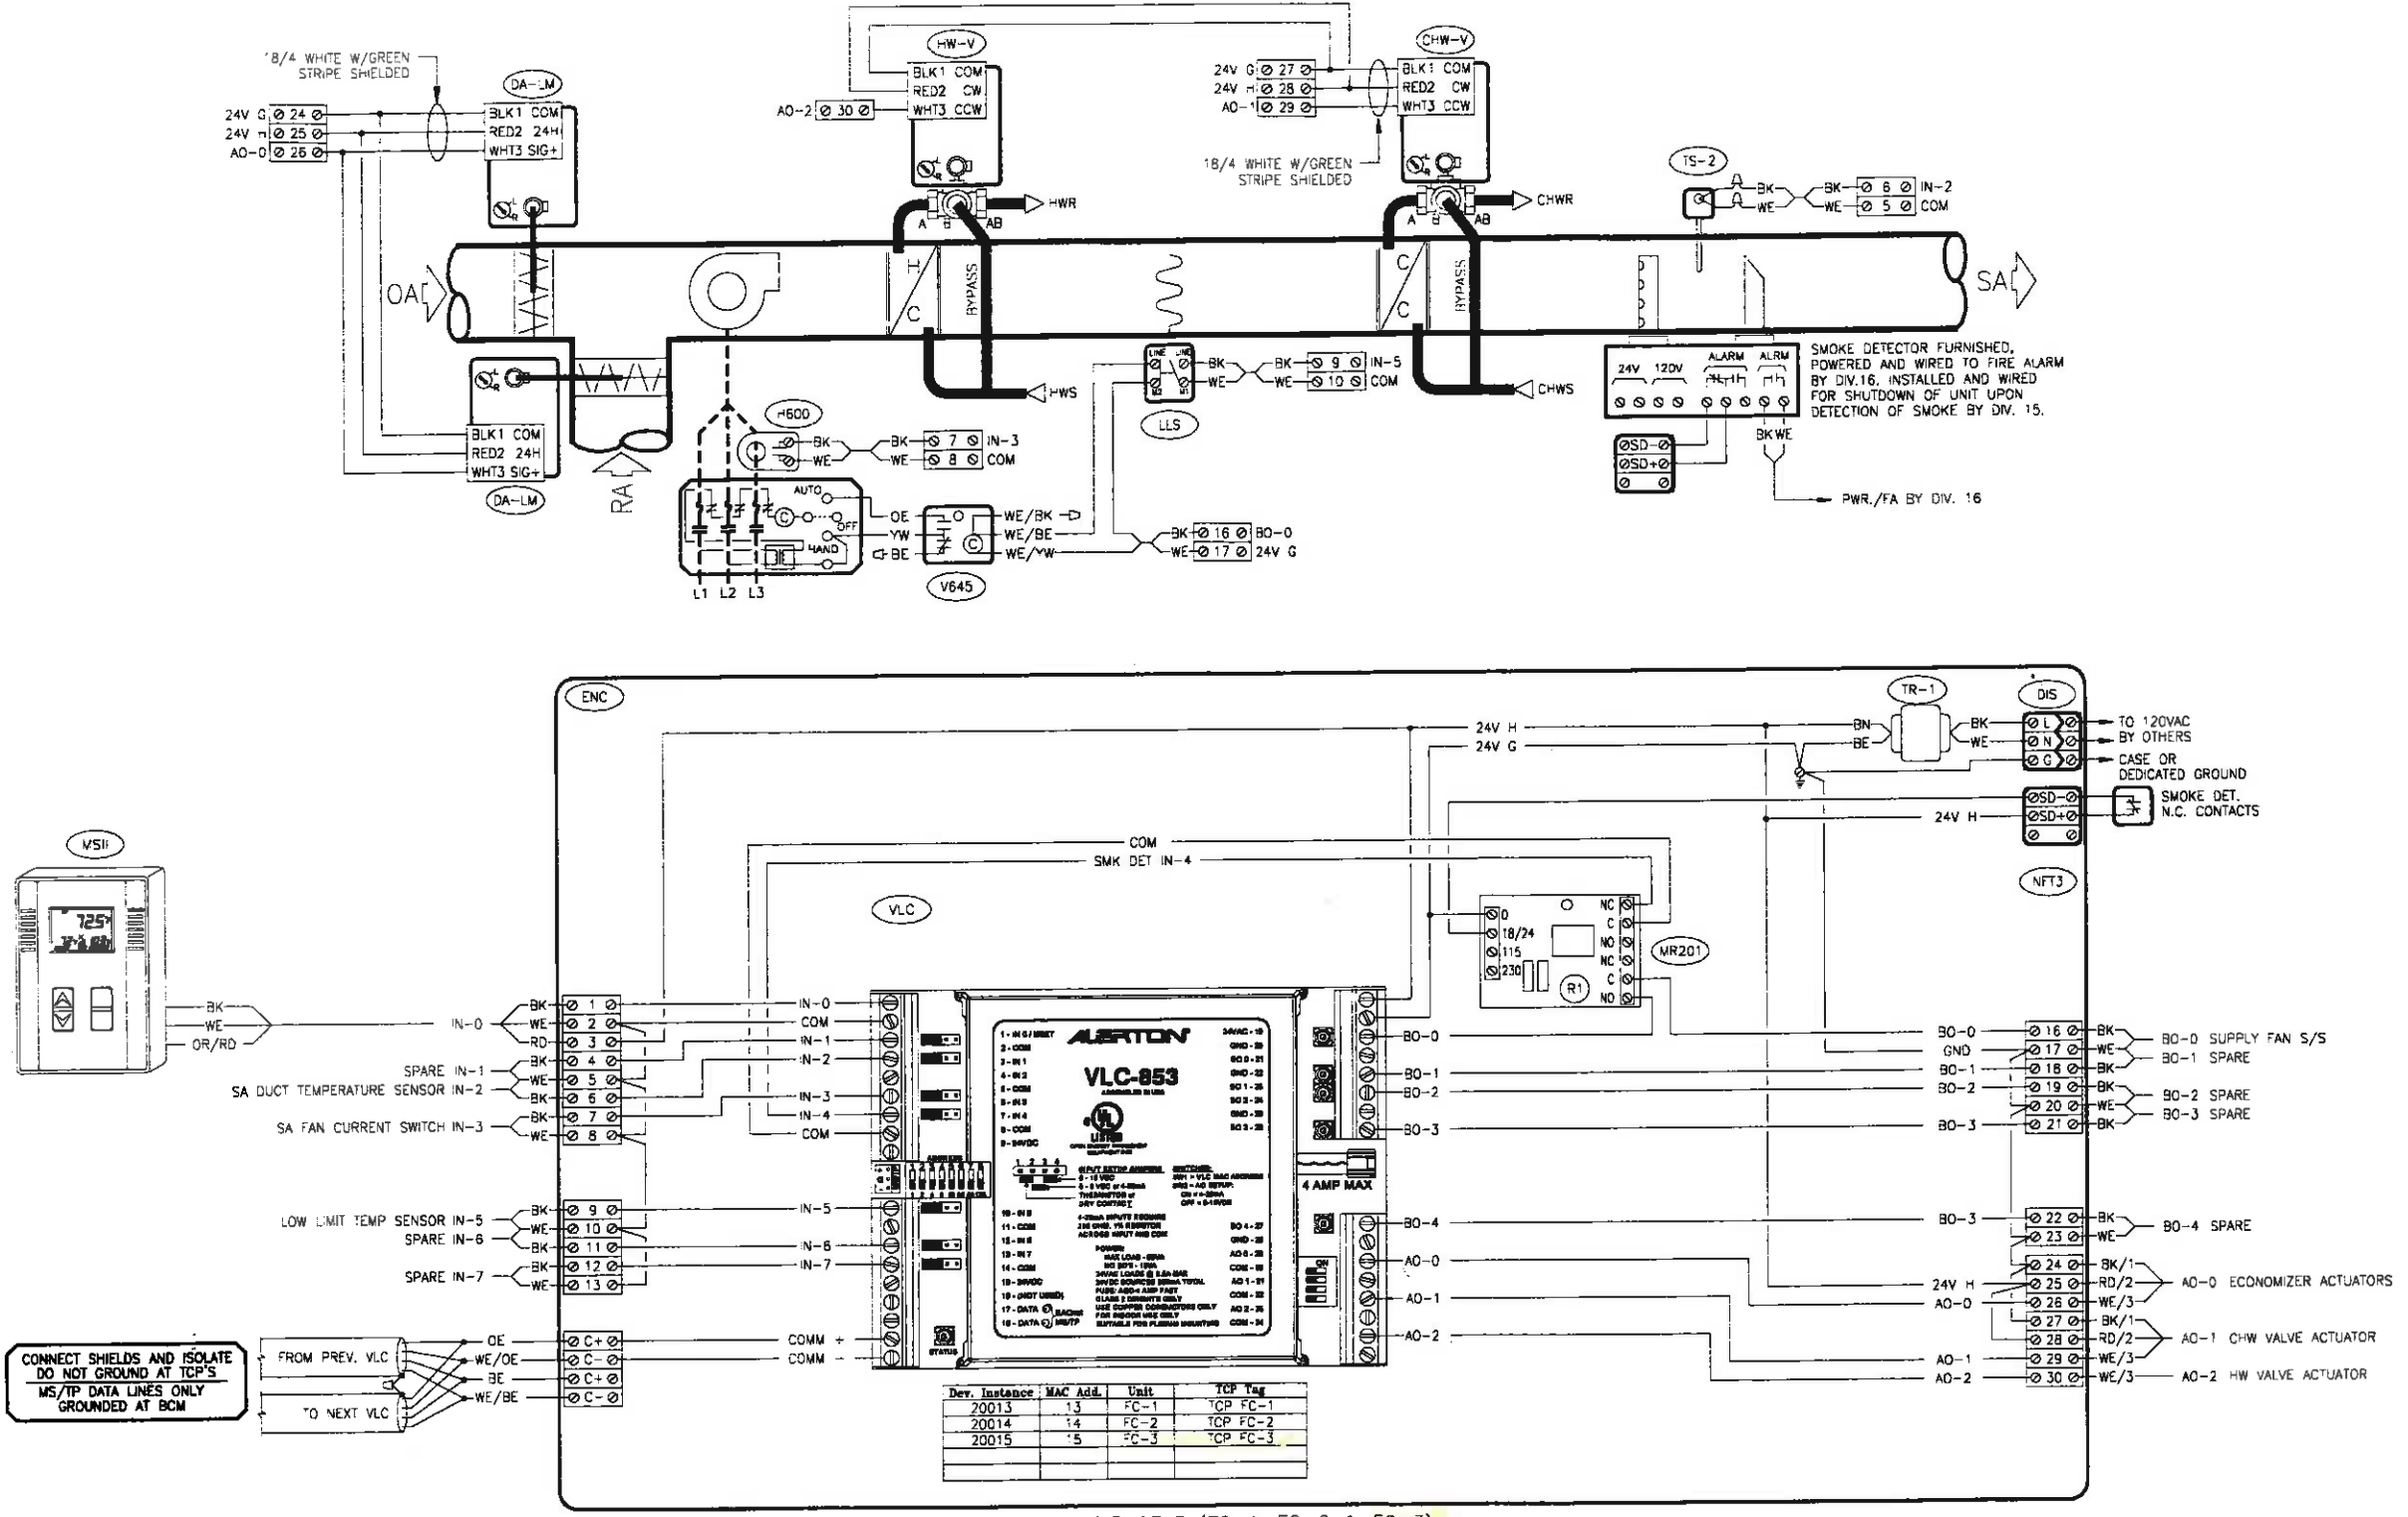 18/4 WHITE W/GREEN
STRIPE SHIELDED
DA-LM
24V G 24
24V H 25
AO-0 26
BLK1 COM
RED2 24H
WHT3 SIG+
L
R
HW-V
BLK1 COM
RED2 CW
WHT3 CCW
AO-2 30
L
R
A B AB
HWR
CHW-V
24V G 27
24V H 28
AO-1 29
BLK1 COM
RED2 CW
WHT3 CCW
18/4 WHITE W/GREEN
STRIPE SHIELDED
L
R
A B AB
CHWR
TS-2
BK BK 6 IN-2
WE WE 5 COM
OA
H
C
BYPASS
C
C
BYPASS
SA
HWS
CHWS
L
R
BLK1 COM
RED2 24H
WHT3 SIG+
DA-LM
RA
H600
BK BK 7 IN-3
WE WE 8 COM
LINE LINE
M2 M1
BK BK 9 IN-5
WE WE 10 COM
LLS
24V 120V ALARM ALRM
SMOKE DETECTOR FURNISHED,
POWERED AND WIRED TO FIRE ALARM
BY DIV.16. INSTALLED AND WIRED
FOR SHUTDOWN OF UNIT UPON
DETECTION OF SMOKE BY DIV. 15.
SD-
SD+
BK WE
PWR./FA BY DIV. 16
AUTO
C
OFF
HAND
L1 L2 L3
OE
YW
BE
C
WE/BK
WE/BE
WE/YW
V645
BK 16 BO-0
WE 17 24V G
ENC
TR-1
DIS
24V H
24V G
BN
BE
BK
WE
L
N
G
TO 120VAC
BY OTHERS
CASE OR
DEDICATED GROUND
24V H
SD-
SD+
SMOKE DET.
N.C. CONTACTS
NFT3
MSII
COM
SMK DET IN-4
VLC
0
18/24
115
230
NC
C
NO
NC
C
NO
R1
MR201
BK
WE
OR/RD
IN-0
BK 1
WE 2
RD 3
BK 4
WE 5
BK 6
BK 7
WE 8
SPARE IN-1
SA DUCT TEMPERATURE SENSOR IN-2
SA FAN CURRENT SWITCH IN-3
IN-0
COM
IN-1
IN-2
IN-3
IN-4
COM
LOW LIMIT TEMP SENSOR IN-5
SPARE IN-6
SPARE IN-7
BK 9
WE 10
BK 11
BK 12
WE 13
IN-5
IN-6
IN-7
OE C+ COMM +
WE/OE C- COMM -
BE C+
WE/BE C-
CONNECT SHIELDS AND ISOLATE
DO NOT GROUND AT TCP'S
MS/TP DATA LINES ONLY
GROUNDED AT BCM
FROM PREV. VLC
TO NEXT VLC
ALERTON
VLC-853
UL
LISTED
4 AMP MAX
STATUS
BO-0
BO-1
BO-2
BO-3
BO-4
AO-0
AO-1
AO-2
BO-0 16 BK
GND 17 WE
BO-1 18 BK
BO-2 19 BK
20 WE
BO-3 21 BK
BO-0 SUPPLY FAN S/S
BO-1 SPARE
BO-2 SPARE
BO-3 SPARE
BO-3 22 BK
23 WE
BO-4 SPARE
24 BK/1
24V H 25 RD/2
AO-0 26 WE/3
27 BK/1
28 RD/2
AO-1 29 WE/3
AO-2 30 WE/3
AO-0 ECONOMIZER ACTUATORS
AO-1 CHW VALVE ACTUATOR
AO-2 HW VALVE ACTUATOR
Dev. Instance MAC Add. Unit TCP Tag
20013 13 FC-1 TCP FC-1
20014 14 FC-2 TCP FC-2
20015 15 FC-3 TCP FC-3